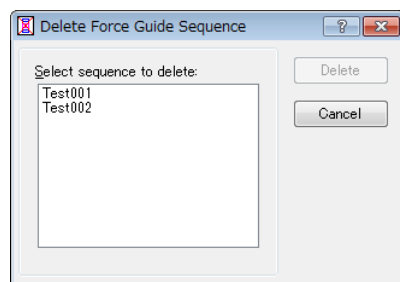 Delete Force Guide Sequence
Select sequence to delete:
Test001
Test002
Delete
Cancel